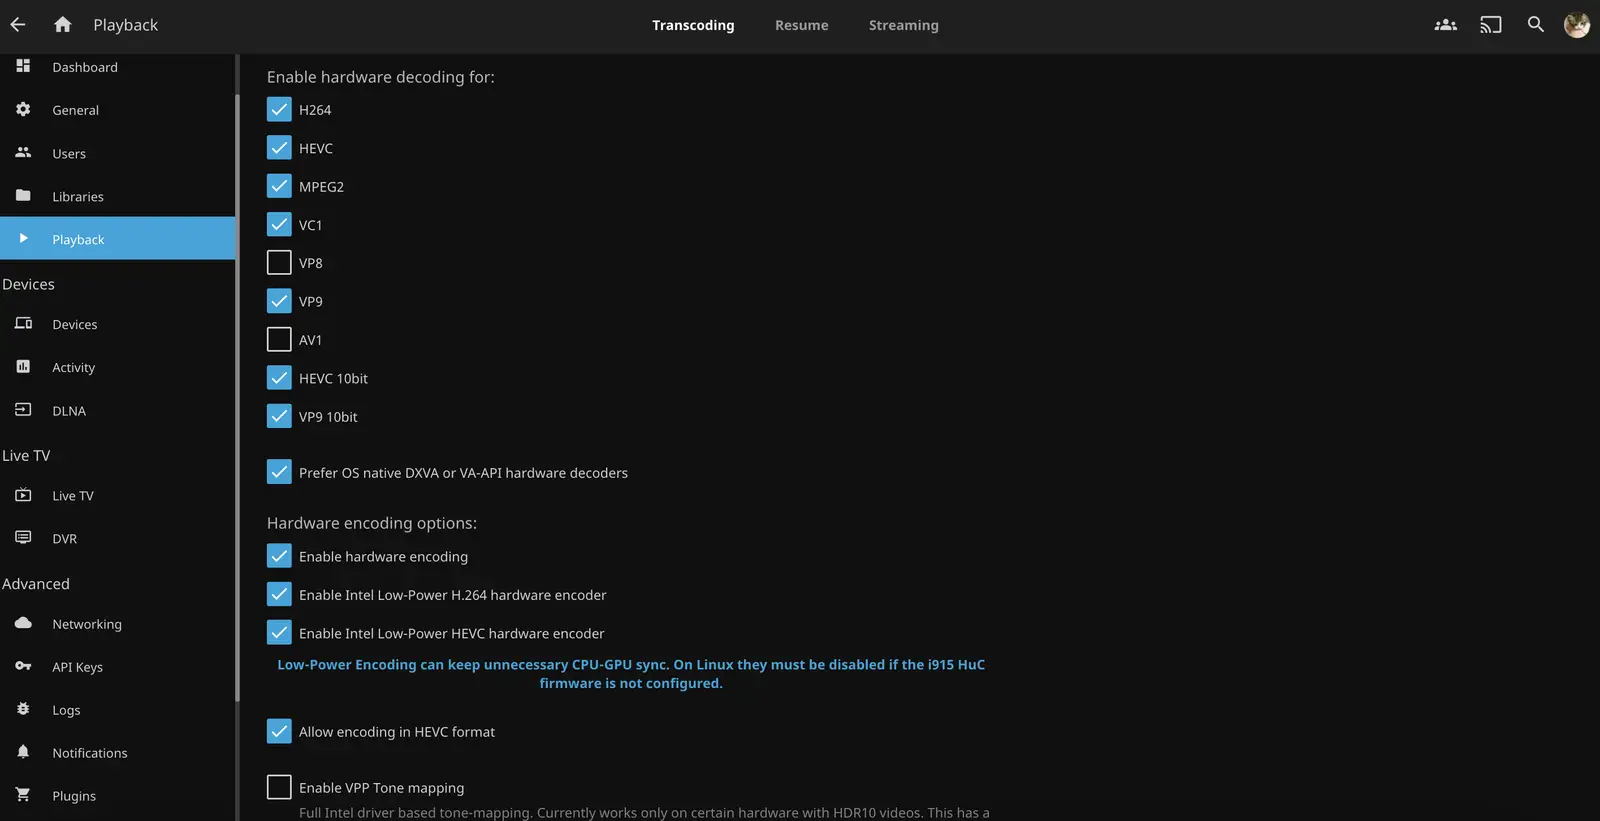 Playback
Transcoding
Resume
Streaming
Dashboard
General
Users
Libraries
Playback
Devices
Devices
Activity
DLNA
Live TV
Live TV
DVR
Advanced
Networking
API Keys
Logs
Notifications
Plugins
Enable hardware decoding for:
H264
HEVC
MPEG2
VC1
VP8
VP9
AV1
HEVC 10bit
VP9 10bit
Prefer OS native DXVA or VA-API hardware decoders
Hardware encoding options:
Enable hardware encoding
Enable Intel Low-Power H.264 hardware encoder
Enable Intel Low-Power HEVC hardware encoder
Low-Power Encoding can keep unnecessary CPU-GPU sync. On Linux they must be disabled if the i915 HuC
firmware is not configured.
Allow encoding in HEVC format
Enable VPP Tone mapping
Full Intel driver based tone-mapping. Currently works only on certain hardware with HDR10 videos. This has a